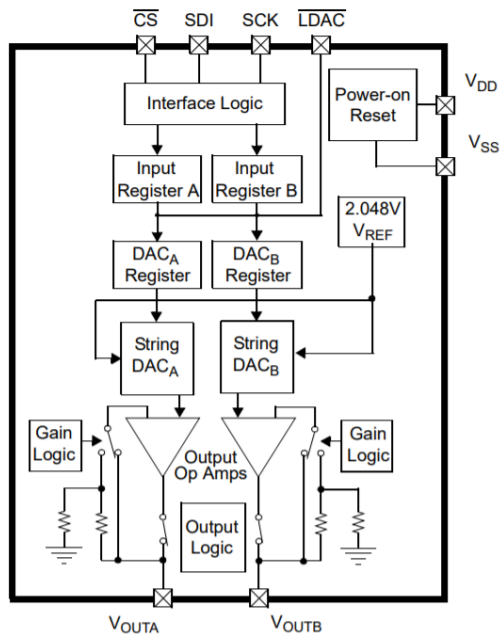 CS SDI SCK LDAC
Interface Logic
Power-on
Reset
VDD
VSS
Input
Register A
Input
Register B
2.048V
VREF
DACA
Register
DACB
Register
String
DACA
String
DACB
Gain
Logic
Output
Op Amps
Gain
Logic
Output
Logic
VOUTA
VOUTB